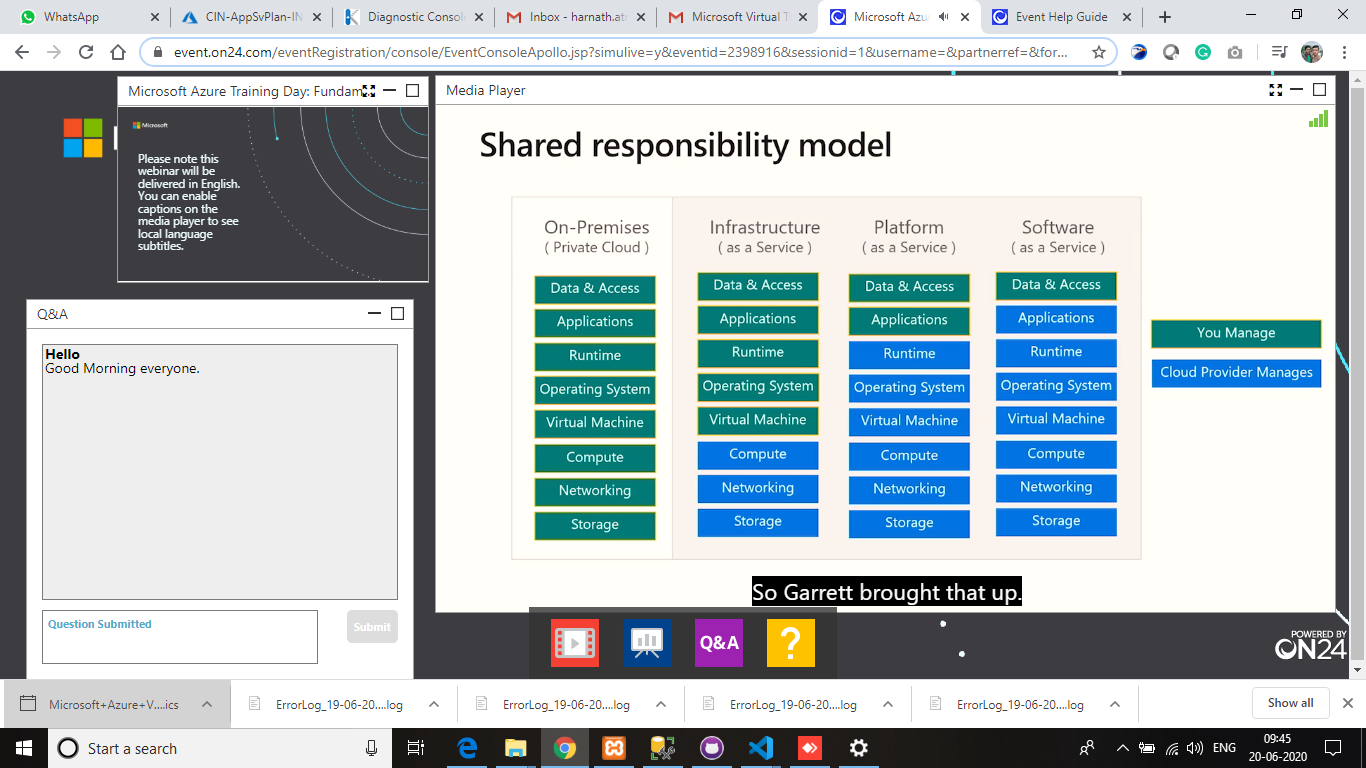 WhatsApp
CIN-AppSvPlan-IN
Diagnostic Consol
Inbox - harnath.at
Microsoft Virtual T
Microsoft Azu
Event Help Guide
event.on24.com/eventRegistration/console/EventConsoleApollo.jsp?simulive=y&eventid=2398916&sessionid=1&username=&partnerref=&for...
Microsoft Azure Training Day: Fundam
Microsoft
Please note this
webinar will be
delivered in English.
You can enable
captions on the
media player to see
local language
subtitles.
Q&A
Hello
Good Morning everyone.
Question Submitted
Submit
Media Player
Shared responsibility model
On-Premises
( Private Cloud )
Data & Access
Applications
Runtime
Operating System
Virtual Machine
Compute
Networking
Storage
Infrastructure
( as a Service )
Data & Access
Applications
Runtime
Operating System
Virtual Machine
Compute
Networking
Storage
Platform
( as a Service )
Data & Access
Applications
Runtime
Operating System
Virtual Machine
Compute
Networking
Storage
Software
( as a Service )
Data & Access
Applications
Runtime
Operating System
Virtual Machine
Compute
Networking
Storage
You Manage
Cloud Provider Manages
So Garrett brought that up.
Q&A
?
POWERED BY
ON24
Microsoft+Azure+V....ics
ErrorLog_19-06-20....log
ErrorLog_19-06-20....log
ErrorLog_19-06-20....log
ErrorLog_19-06-20....log
Show all
Start a search
ENG
09:45
20-06-2020